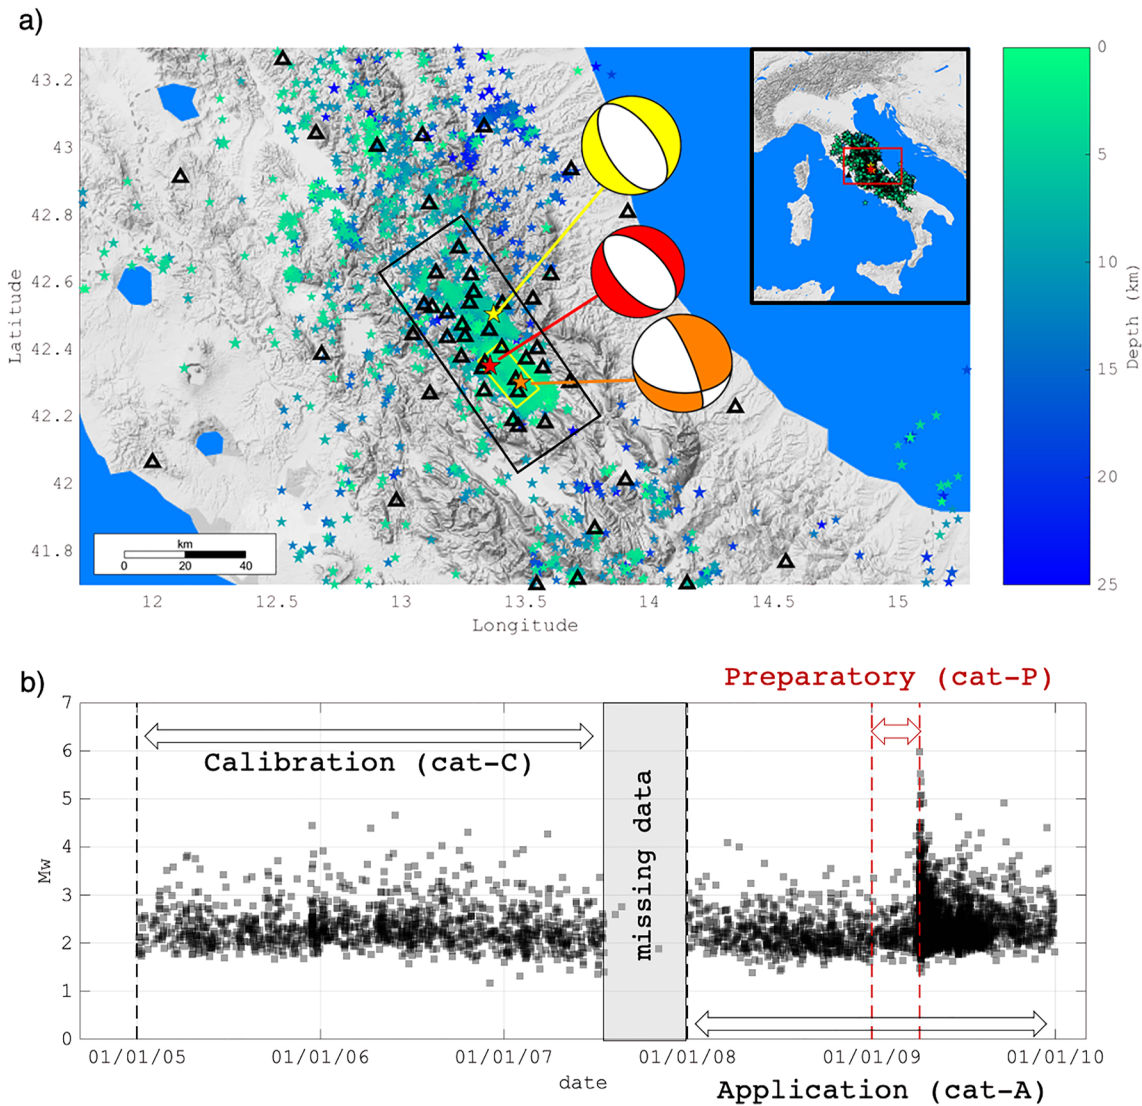 a)
43.2
43
42.8
42.6
42.4
42.2
42
41.8
Latitude
km
0 20 40
12 12.5 13 13.5 14 14.5 15
Longitude
0
5
10
15
20
25
Depth (km)
b)
Preparatory (cat-P)
7
6
5
4
3
2
1
0
Mw
Calibration (cat-C)
missing data
01/01/05 01/01/06 01/01/07 01/01/08 01/01/09 01/01/10
date
Application (cat-A)